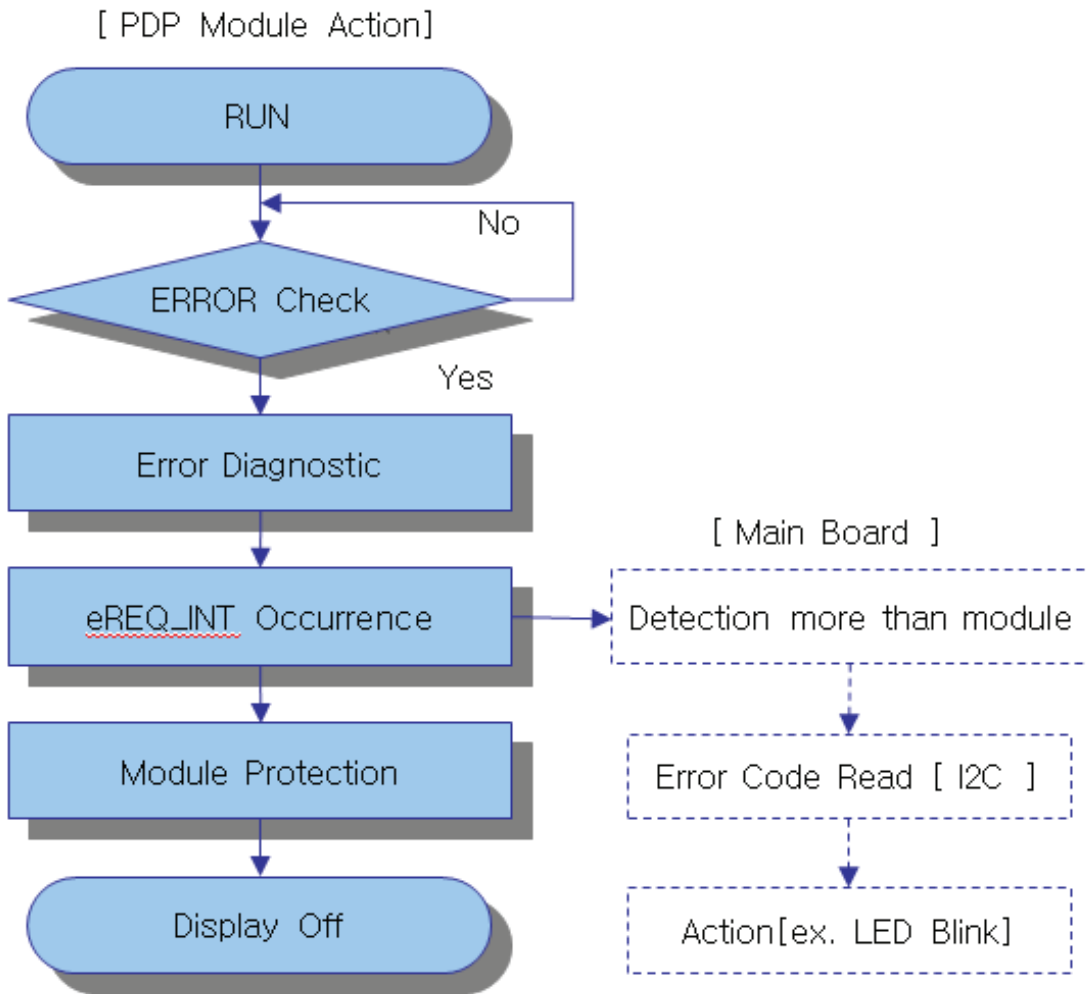 [ PDP Module Action]
RUN
No
ERROR Check
Yes
Error Diagnostic
eREQ_INT Occurrence
Module Protection
Display Off
[ Main Board ]
Detection more than module
Error Code Read [ I2C ]
Action[ex. LED Blink]